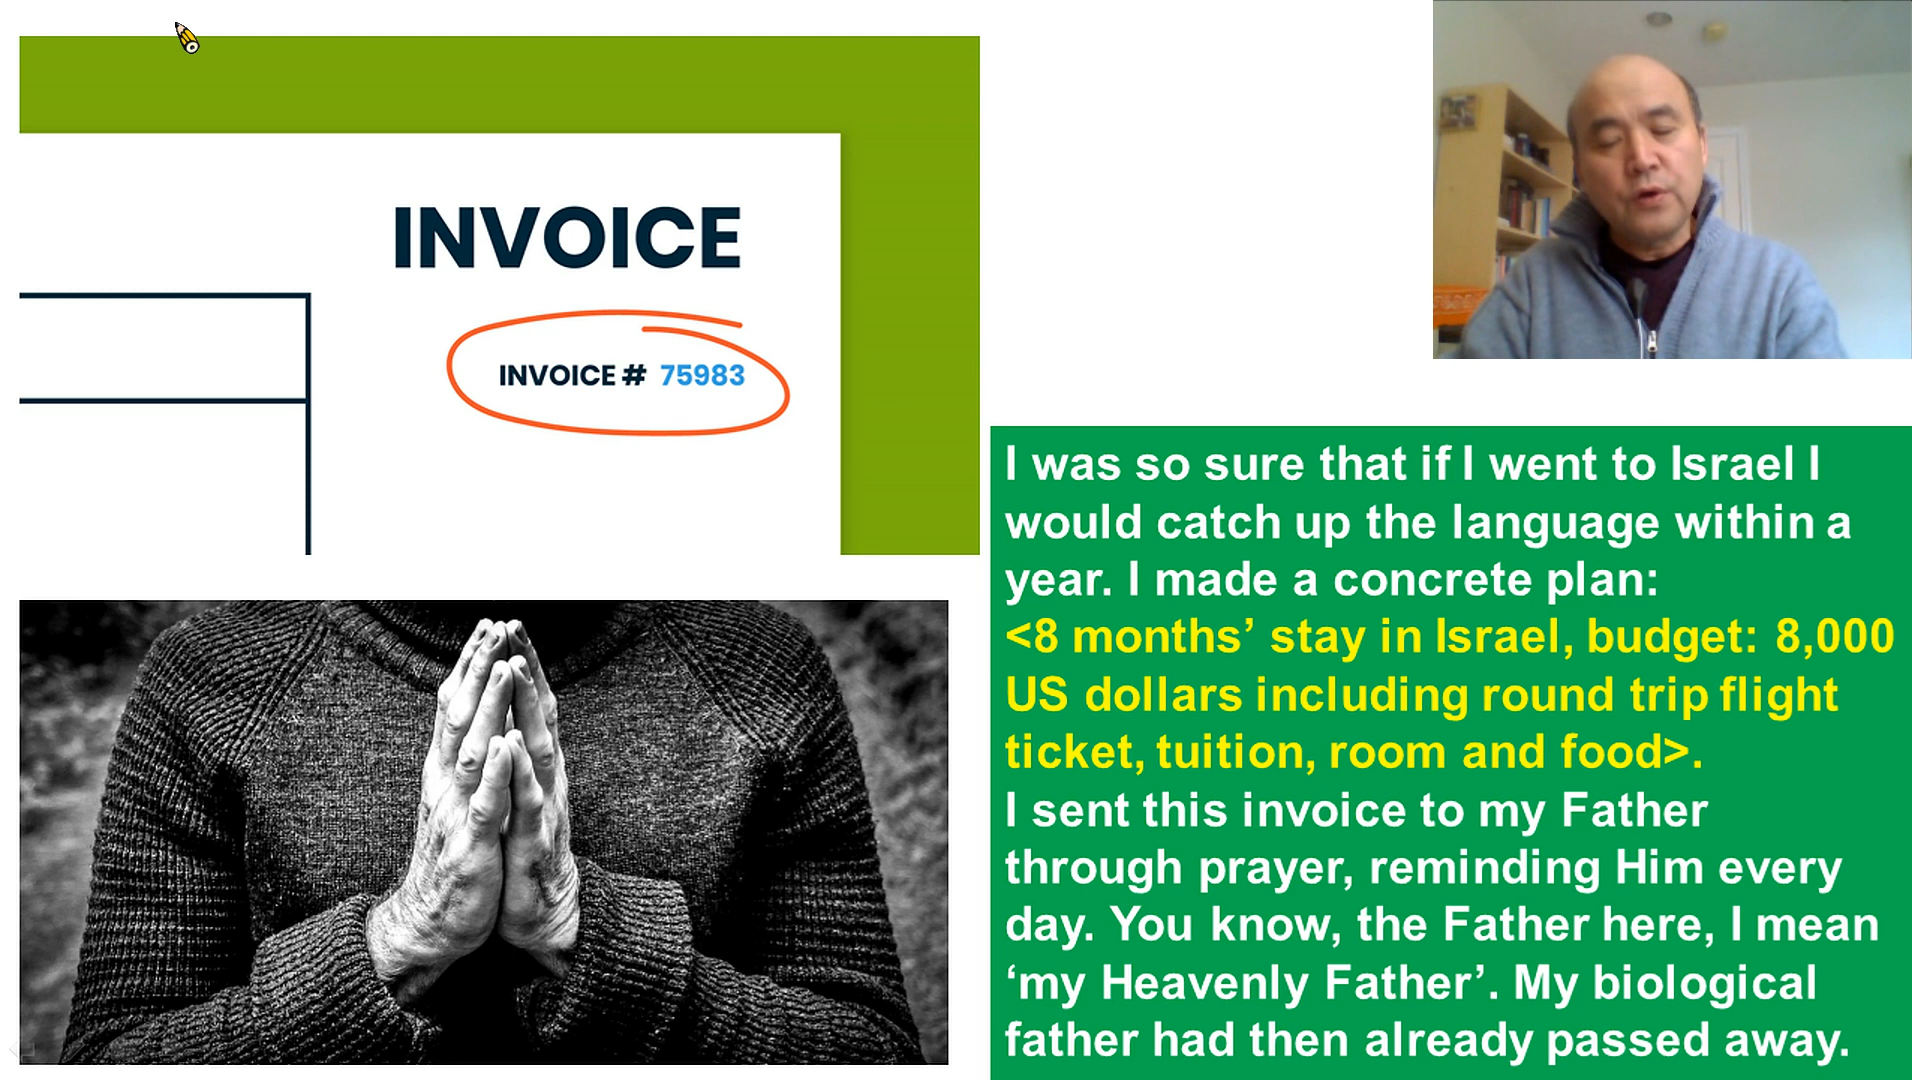 INVOICE
INVOICE # 75983
I was so sure that if I went to Israel I
would catch up the language within a
year. I made a concrete plan:
<8 months’ stay in Israel, budget: 8,000
US dollars including round trip flight
ticket, tuition, room and food>.
I sent this invoice to my Father
through prayer, reminding Him every
day. You know, the Father here, I mean
‘my Heavenly Father’. My biological
father had then already passed away.